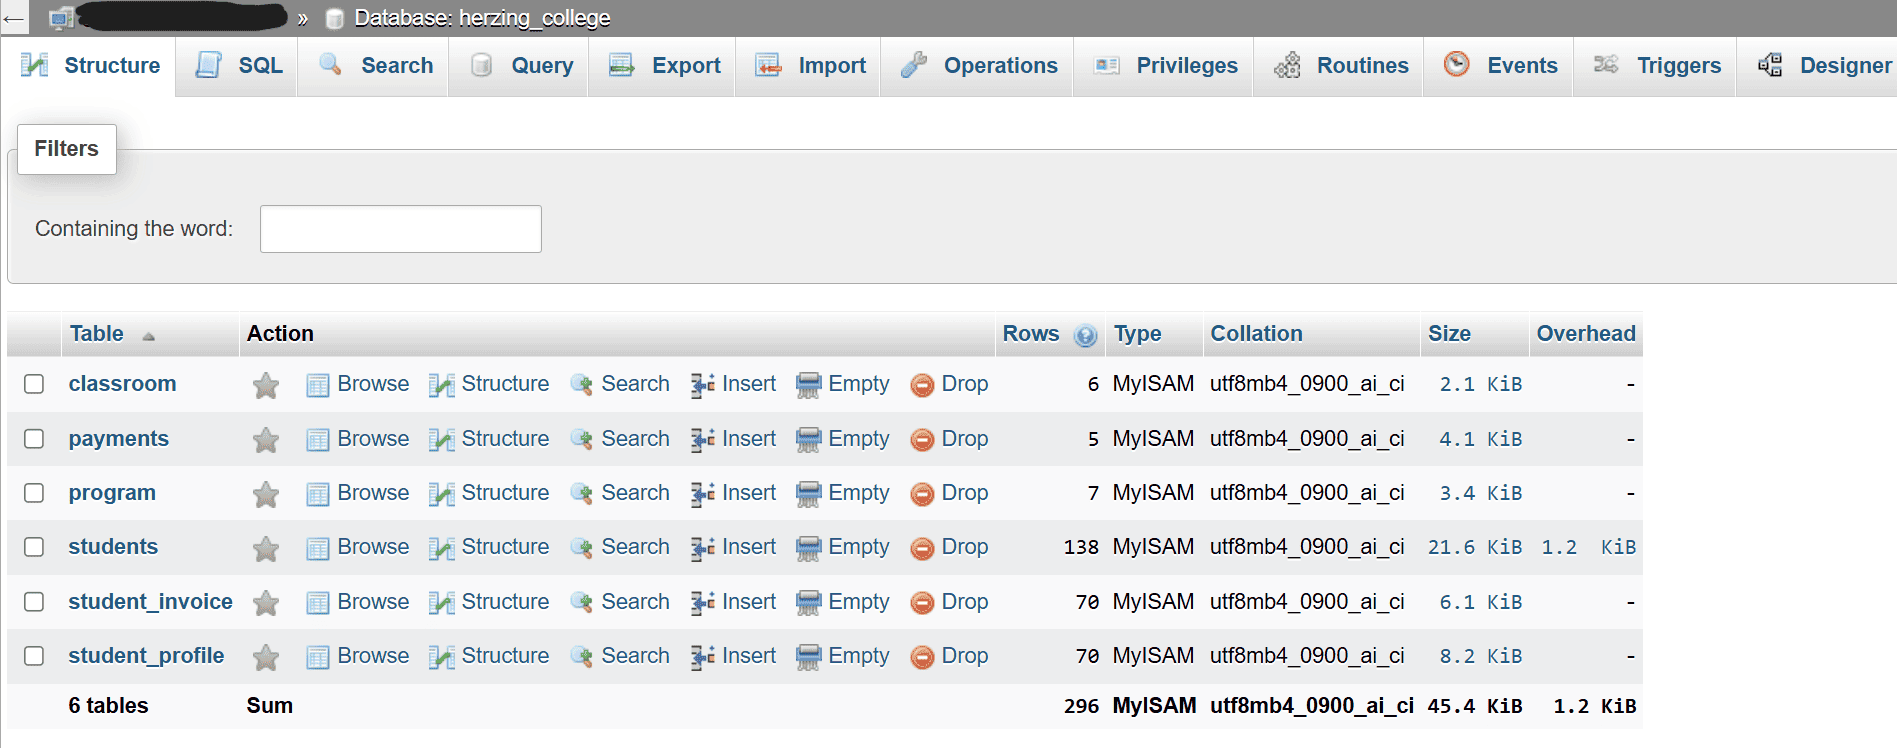 ← » Database: herzing_college
Structure SQL Search Query Export Import Operations Privileges Routines Events Triggers Designer
Filters
Containing the word:
Table Action Rows ? Type Collation Size Overhead
classroom Browse Structure Search Insert Empty Drop 6 MyISAM utf8mb4_0900_ai_ci 2.1 KiB -
payments Browse Structure Search Insert Empty Drop 5 MyISAM utf8mb4_0900_ai_ci 4.1 KiB -
program Browse Structure Search Insert Empty Drop 7 MyISAM utf8mb4_0900_ai_ci 3.4 KiB -
students Browse Structure Search Insert Empty Drop 138 MyISAM utf8mb4_0900_ai_ci 21.6 KiB 1.2 KiB
student_invoice Browse Structure Search Insert Empty Drop 70 MyISAM utf8mb4_0900_ai_ci 6.1 KiB -
student_profile Browse Structure Search Insert Empty Drop 70 MyISAM utf8mb4_0900_ai_ci 8.2 KiB -
6 tables Sum 296 MyISAM utf8mb4_0900_ai_ci 45.4 KiB 1.2 KiB